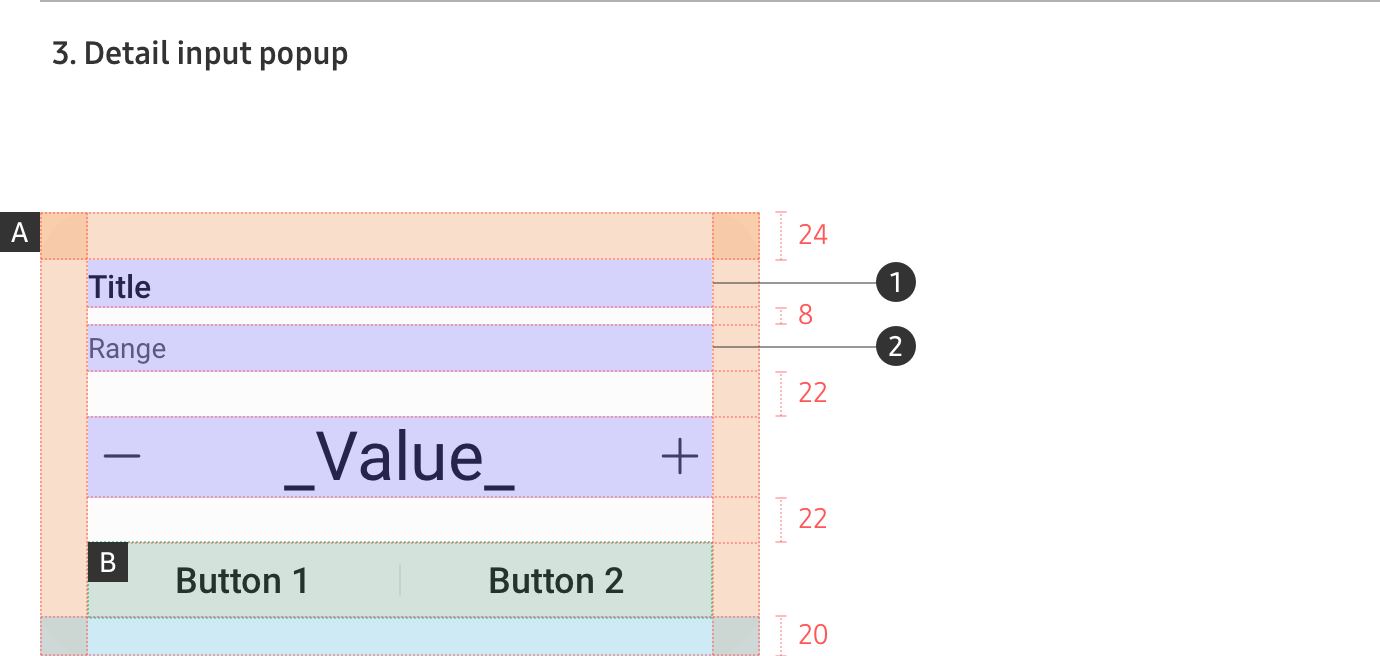 3. Detail input popup
A
24
Title
1
8
Range
2
22
− _Value_ +
22
B
Button 1 Button 2
20